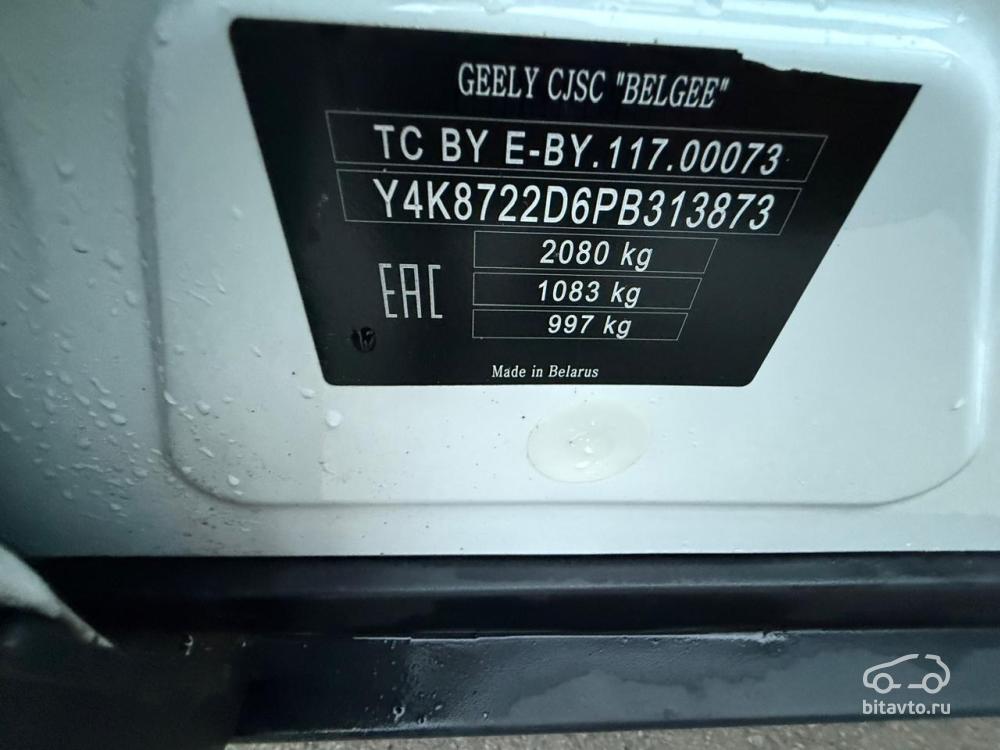 GEELY CJSC "BELGEE"
TC BY E-BY.117.00073
Y4K8722D6PB313873
2080 kg
EAC
1083 kg
997 kg
Made in Belarus
bitavto.ru